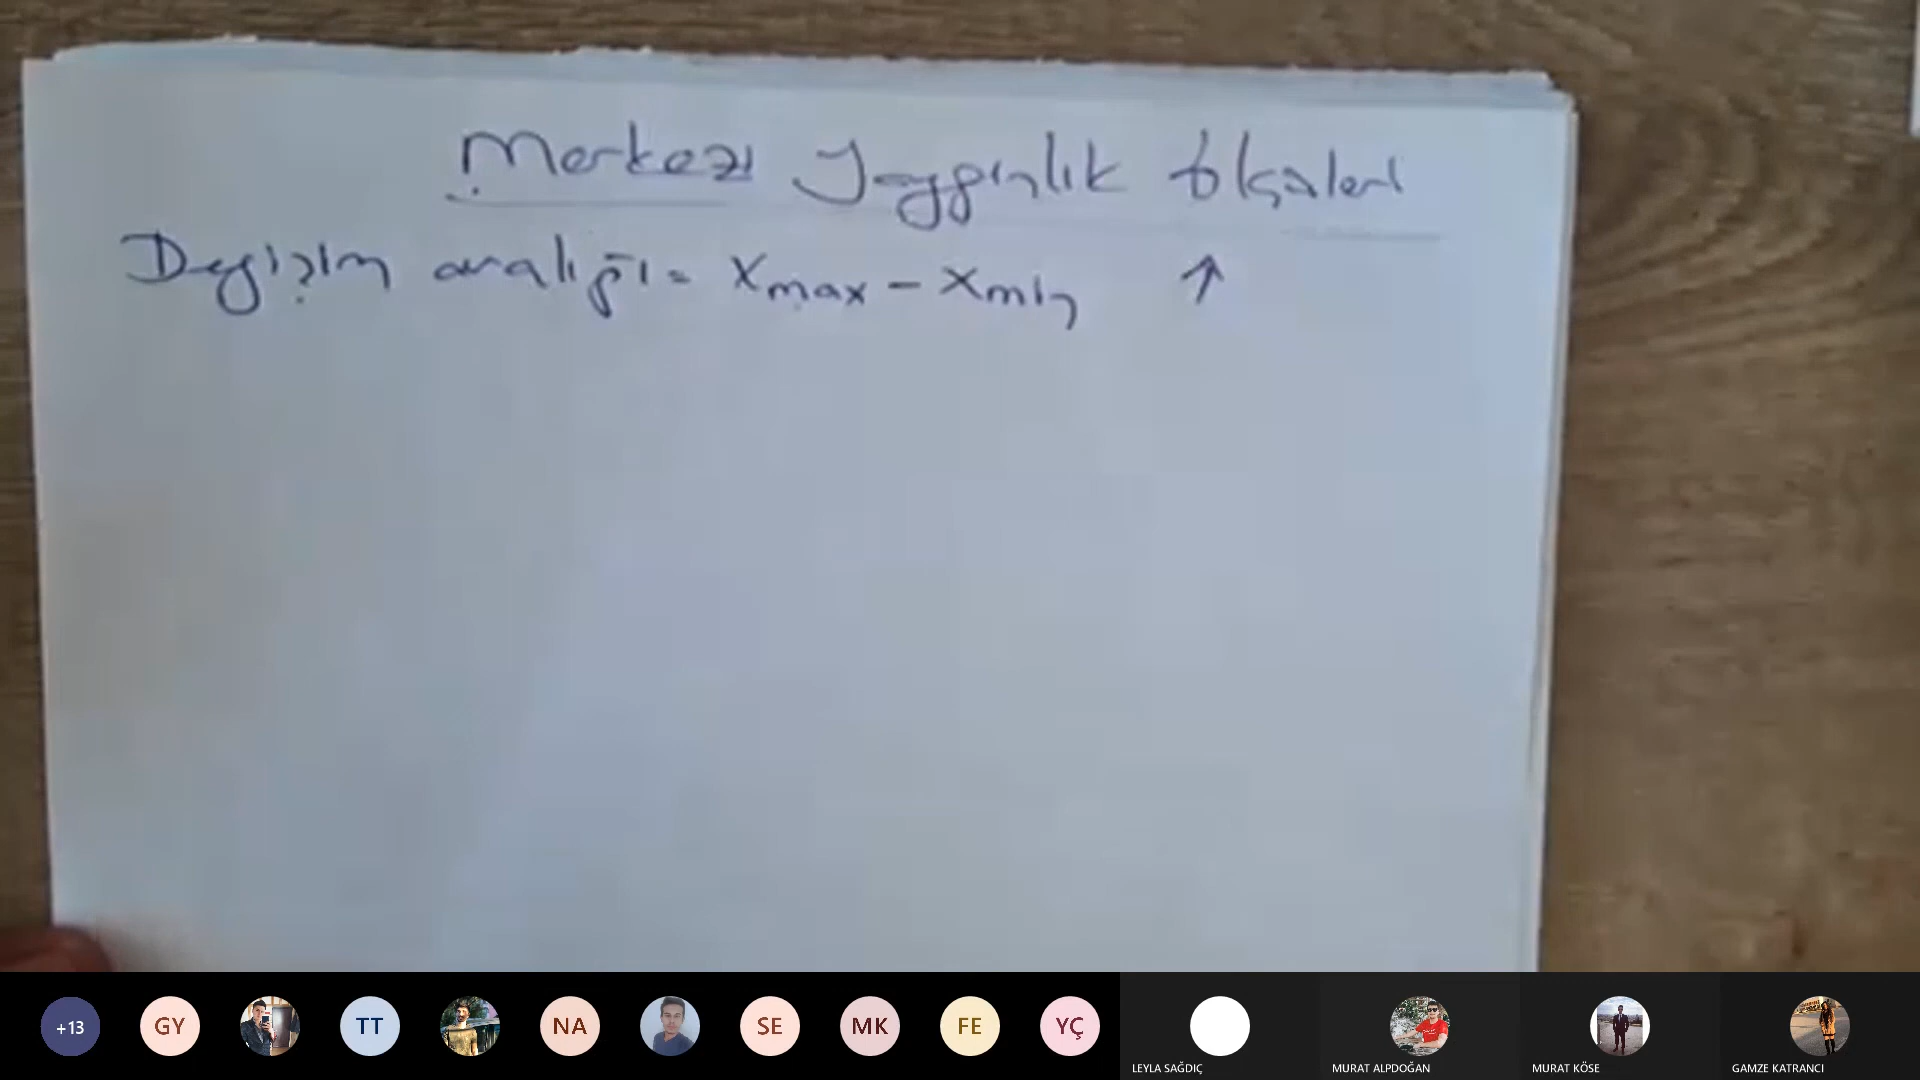 Merkezi Yaygınlık ölçüleri
Değişim aralığı = Xmax - Xmin ↑
+13 GY TT NA SE MK FE YÇ
LEYLA SAĞDIÇ MURAT ALPDOĞAN MURAT KÖSE GAMZE KATRANCI